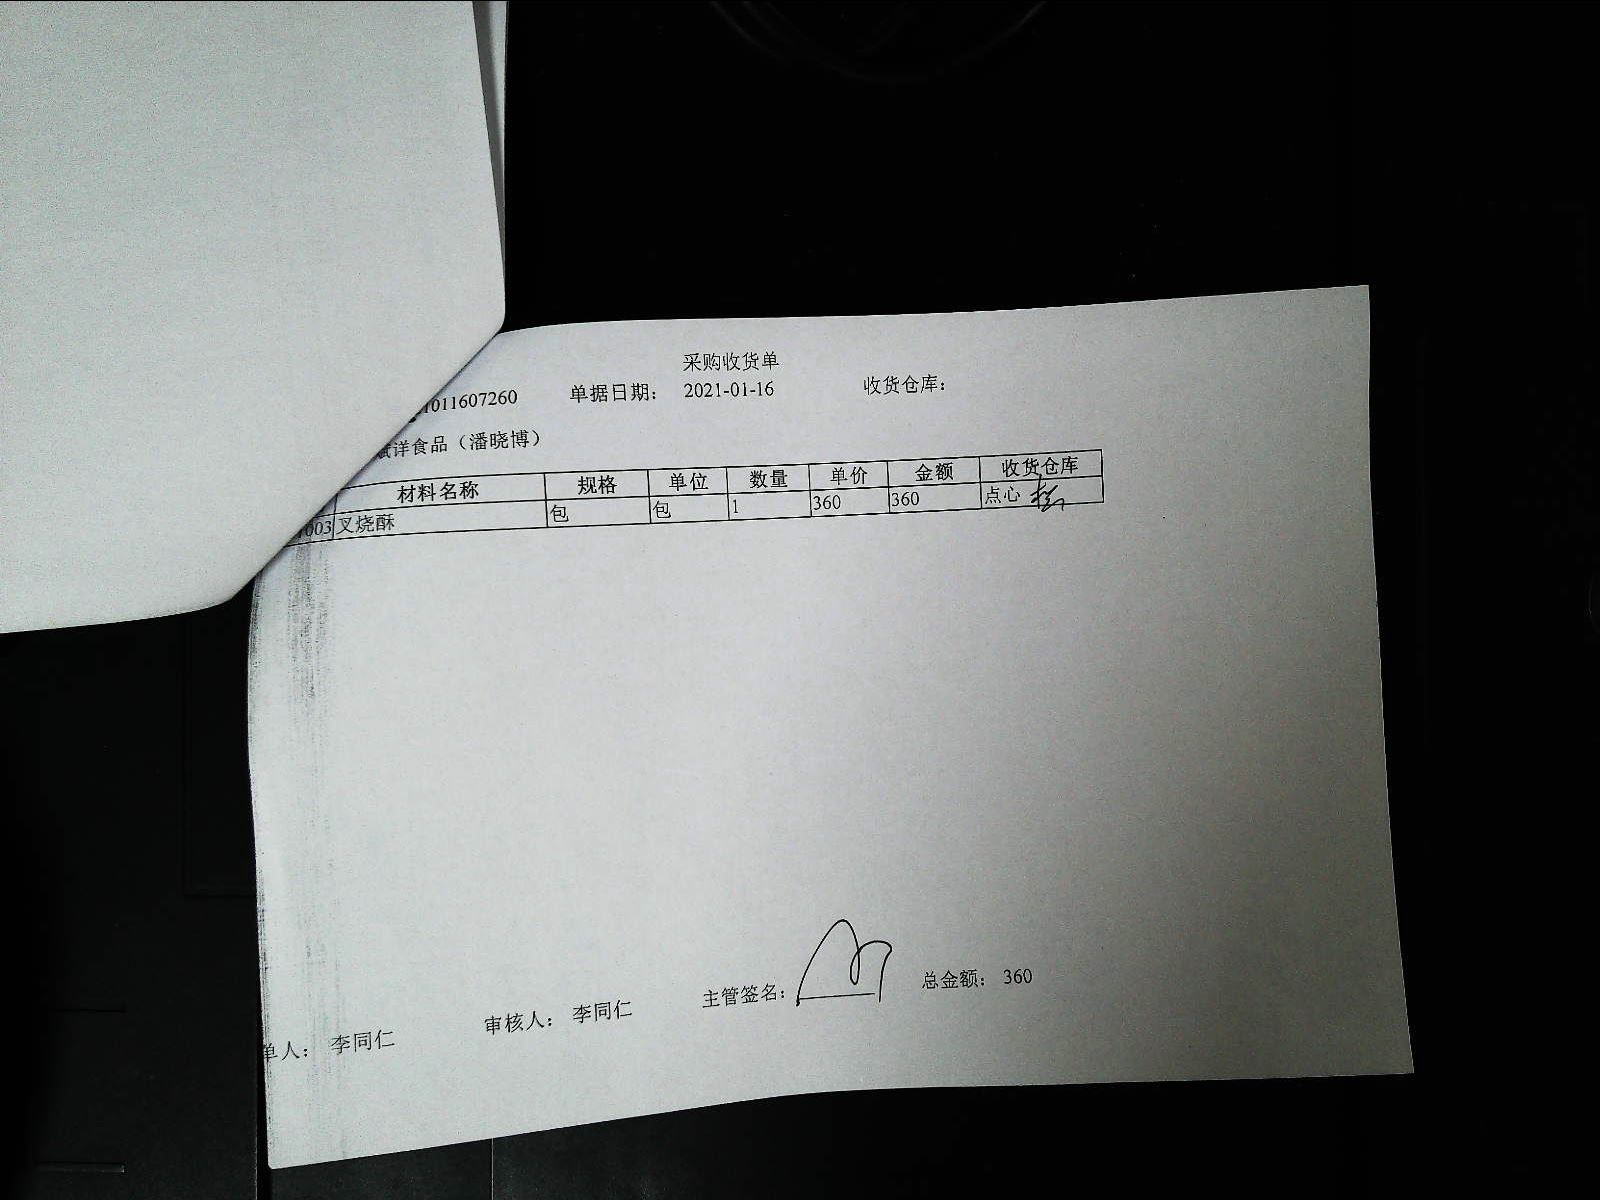 采购收货单
1011607260 单据日期： 2021-01-16 收货仓库：
洋食品（潘晓博）
材料名称 规格 单位 数量 单价 金额 收货仓库
003 叉烧酥 包 包 1 360 360 点心
主管签名： 总金额： 360
单人： 李同仁 审核人： 李同仁